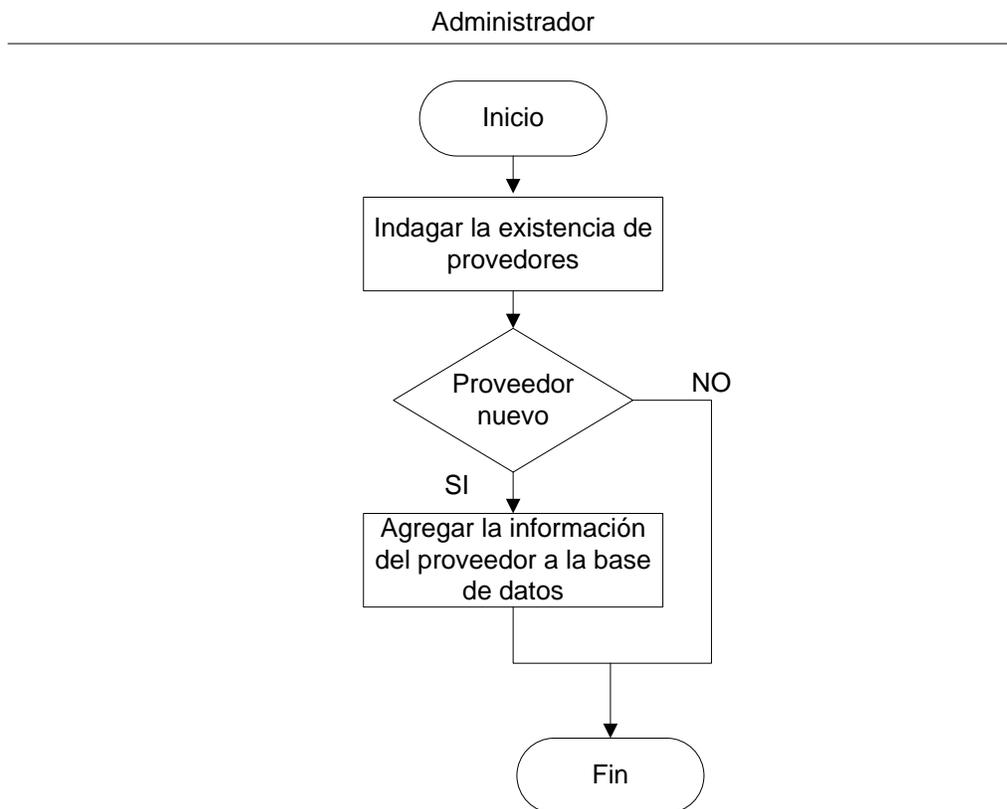 Administrador
Inicio
Indagar la existencia de
provedores
Proveedor
nuevo
NO
SI
Agregar la información
del proveedor a la base
de datos
Fin